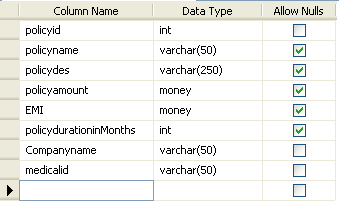 Column Name Data Type Allow Nulls
policyid int
policyname varchar(50)
policydes varchar(250)
policyamount money
EMI money
policydurationinMonths int
Companyname varchar(50)
medicalid varchar(50)